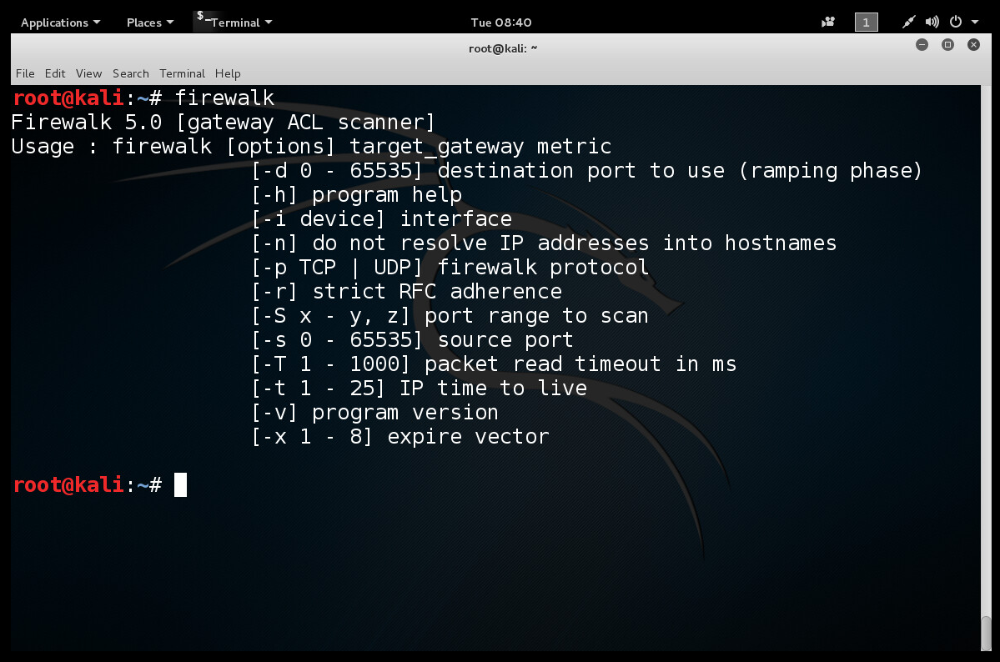 Applications Places $_ Terminal Tue 08:40 1
root@kali: ~
File Edit View Search Terminal Help
root@kali:~# firewalk
Firewalk 5.0 [gateway ACL scanner]
Usage : firewalk [options] target_gateway metric
[-d 0 - 65535] destination port to use (ramping phase)
[-h] program help
[-i device] interface
[-n] do not resolve IP addresses into hostnames
[-p TCP | UDP] firewalk protocol
[-r] strict RFC adherence
[-S x - y, z] port range to scan
[-s 0 - 65535] source port
[-T 1 - 1000] packet read timeout in ms
[-t 1 - 25] IP time to live
[-v] program version
[-x 1 - 8] expire vector
root@kali:~#